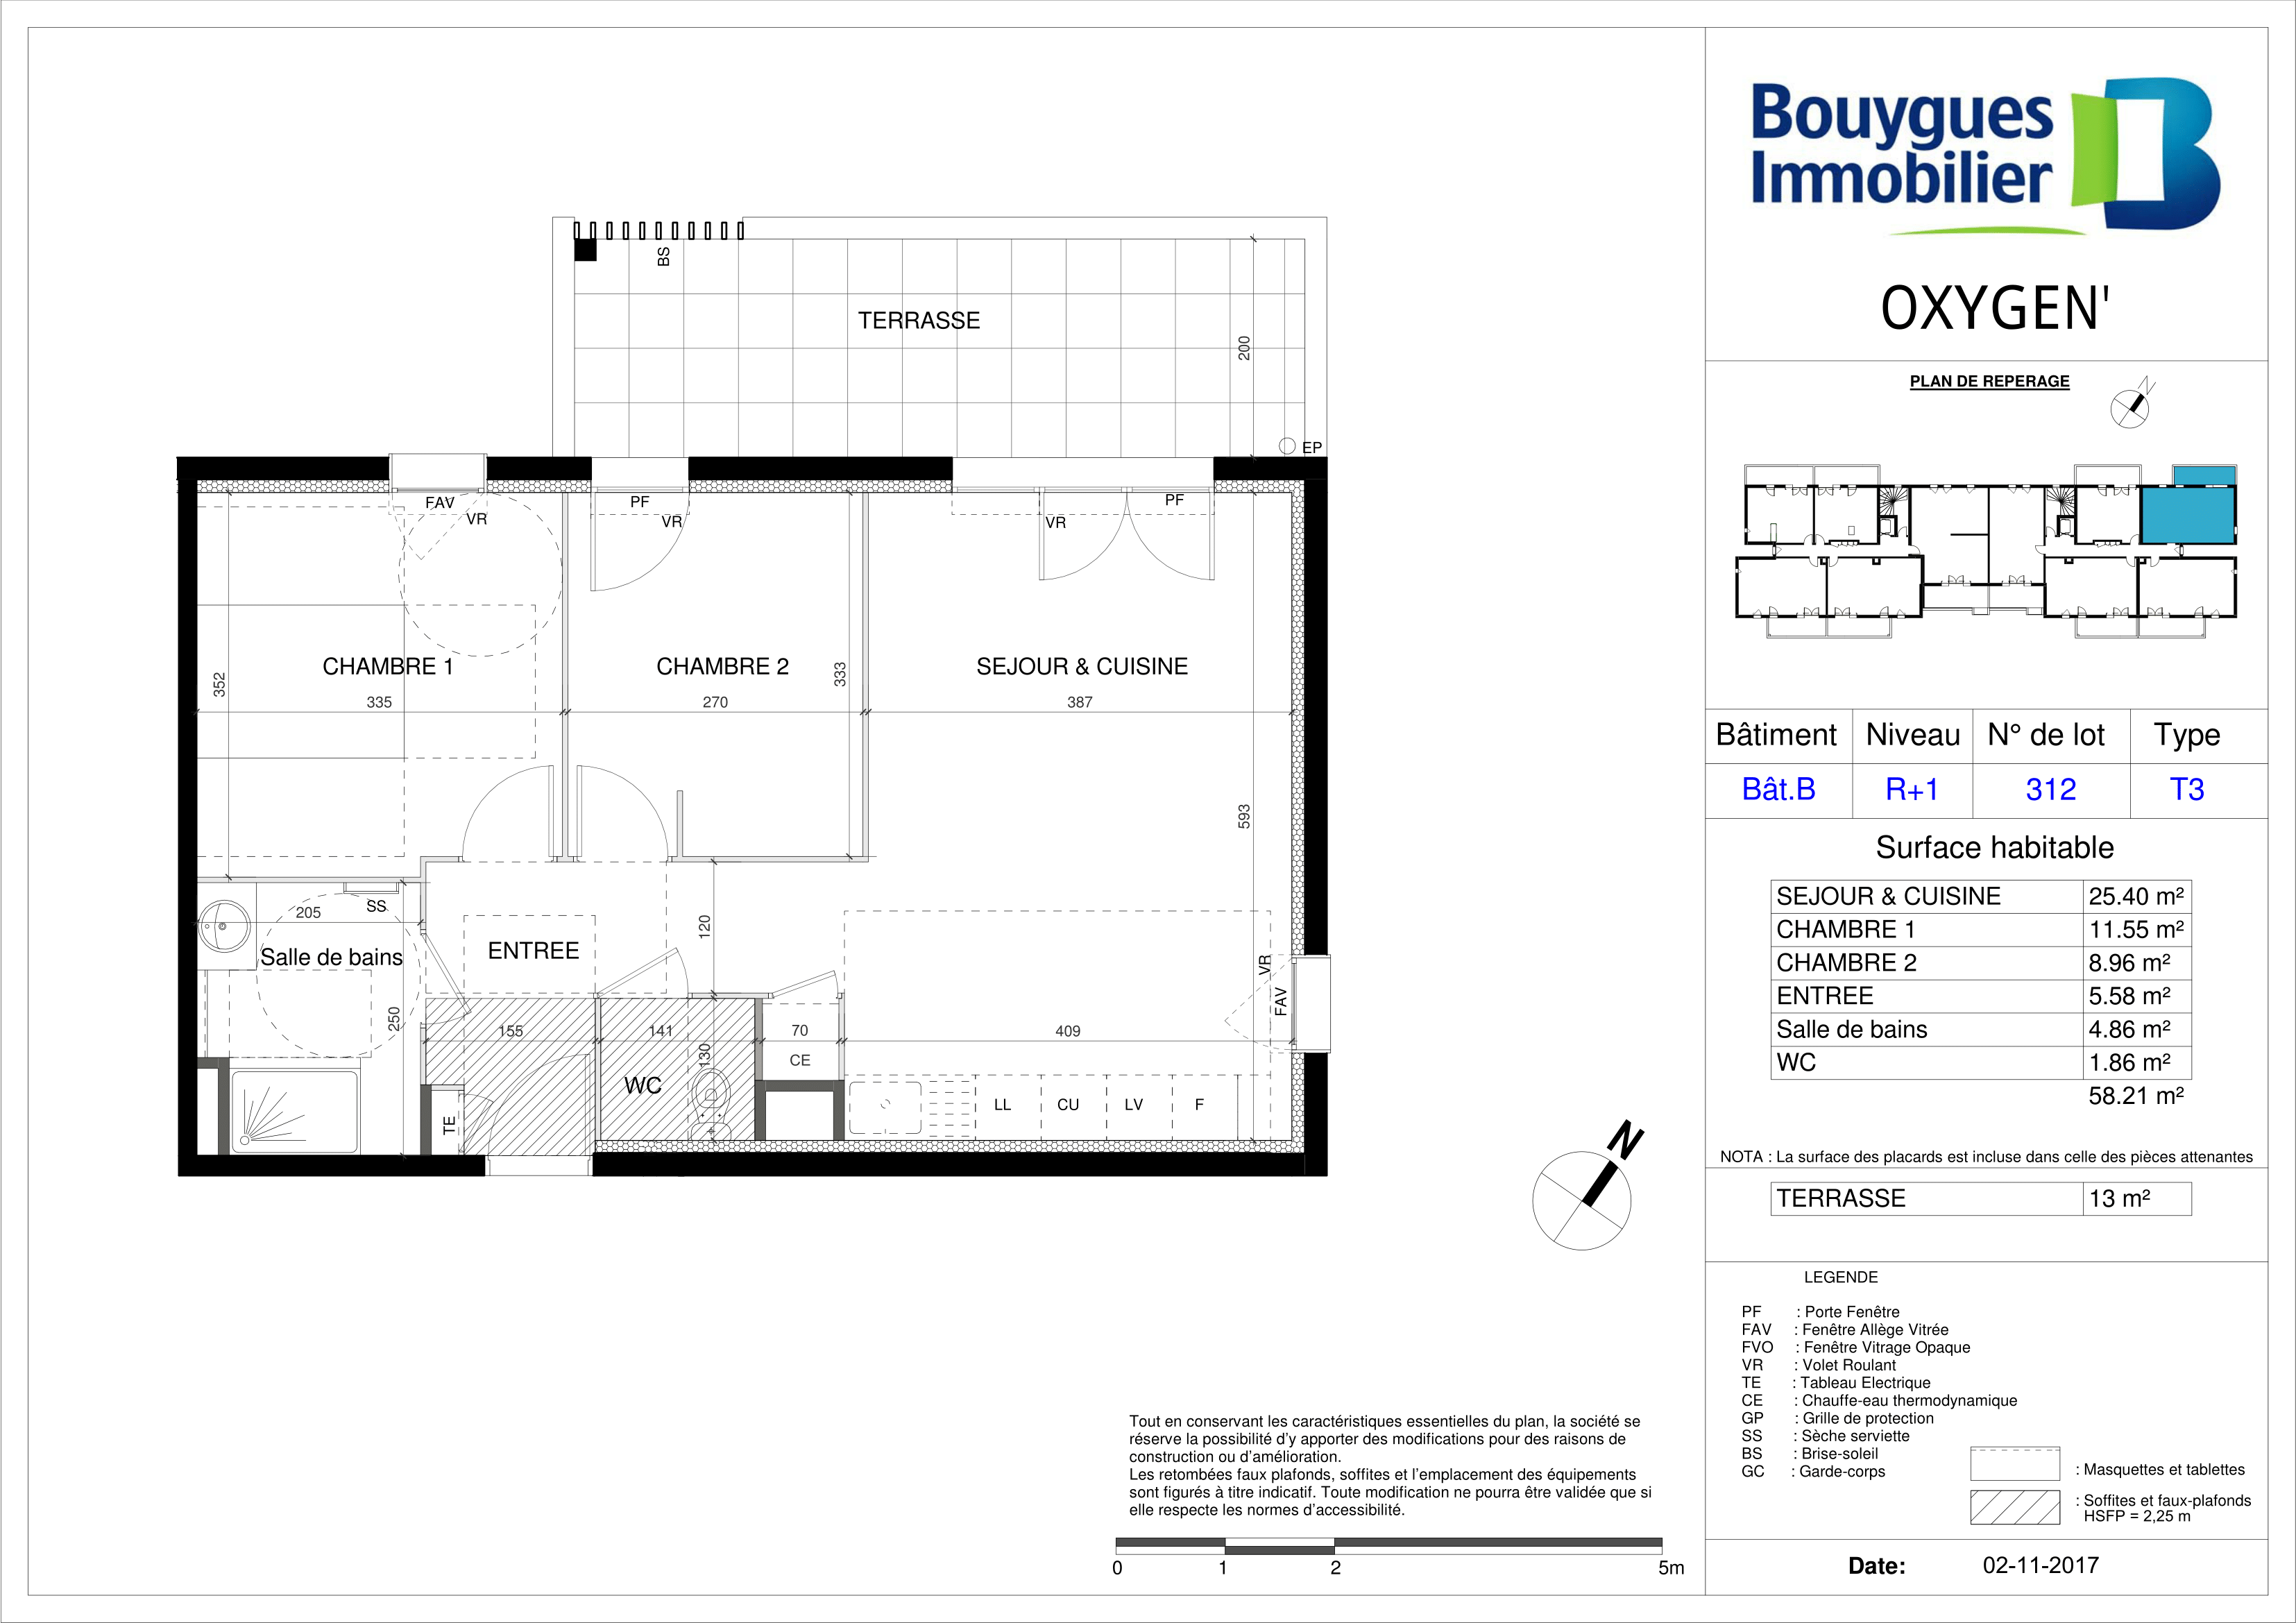 BS
TERRASSE
200
EP
FAV
VR
PF
VR
VR
PF
CHAMBRE 1
335
352
CHAMBRE 2
270
333
SEJOUR & CUISINE
387
593
205
SS
Salle de bains
250
ENTREE
120
155
141
130
WC
70
CE
409
VR
FAV
TE
LL
CU
LV
F
N
Tout en conservant les caractéristiques essentielles du plan, la société se
réserve la possibilité d'y apporter des modifications pour des raisons de
construction ou d'amélioration.
Les retombées faux plafonds, soffites et l'emplacement des équipements
sont figurés à titre indicatif. Toute modification ne pourra être validée que si
elle respecte les normes d'accessibilité.
0 1 2 5m
Bouygues
Immobilier
OXYGEN'
PLAN DE REPERAGE
N
Bâtiment Niveau N° de lot Type
Bât.B R+1 312 T3
Surface habitable
SEJOUR & CUISINE 25.40 m²
CHAMBRE 1 11.55 m²
CHAMBRE 2 8.96 m²
ENTREE 5.58 m²
Salle de bains 4.86 m²
WC 1.86 m²
58.21 m²
NOTA : La surface des placards est incluse dans celle des pièces attenantes
TERRASSE 13 m²
LEGENDE
PF : Porte Fenêtre
FAV : Fenêtre Allège Vitrée
FVO : Fenêtre Vitrage Opaque
VR : Volet Roulant
TE : Tableau Electrique
CE : Chauffe-eau thermodynamique
GP : Grille de protection
SS : Sèche serviette
BS : Brise-soleil
GC : Garde-corps
: Masquettes et tablettes
: Soffites et faux-plafonds
HSFP = 2,25 m
Date: 02-11-2017